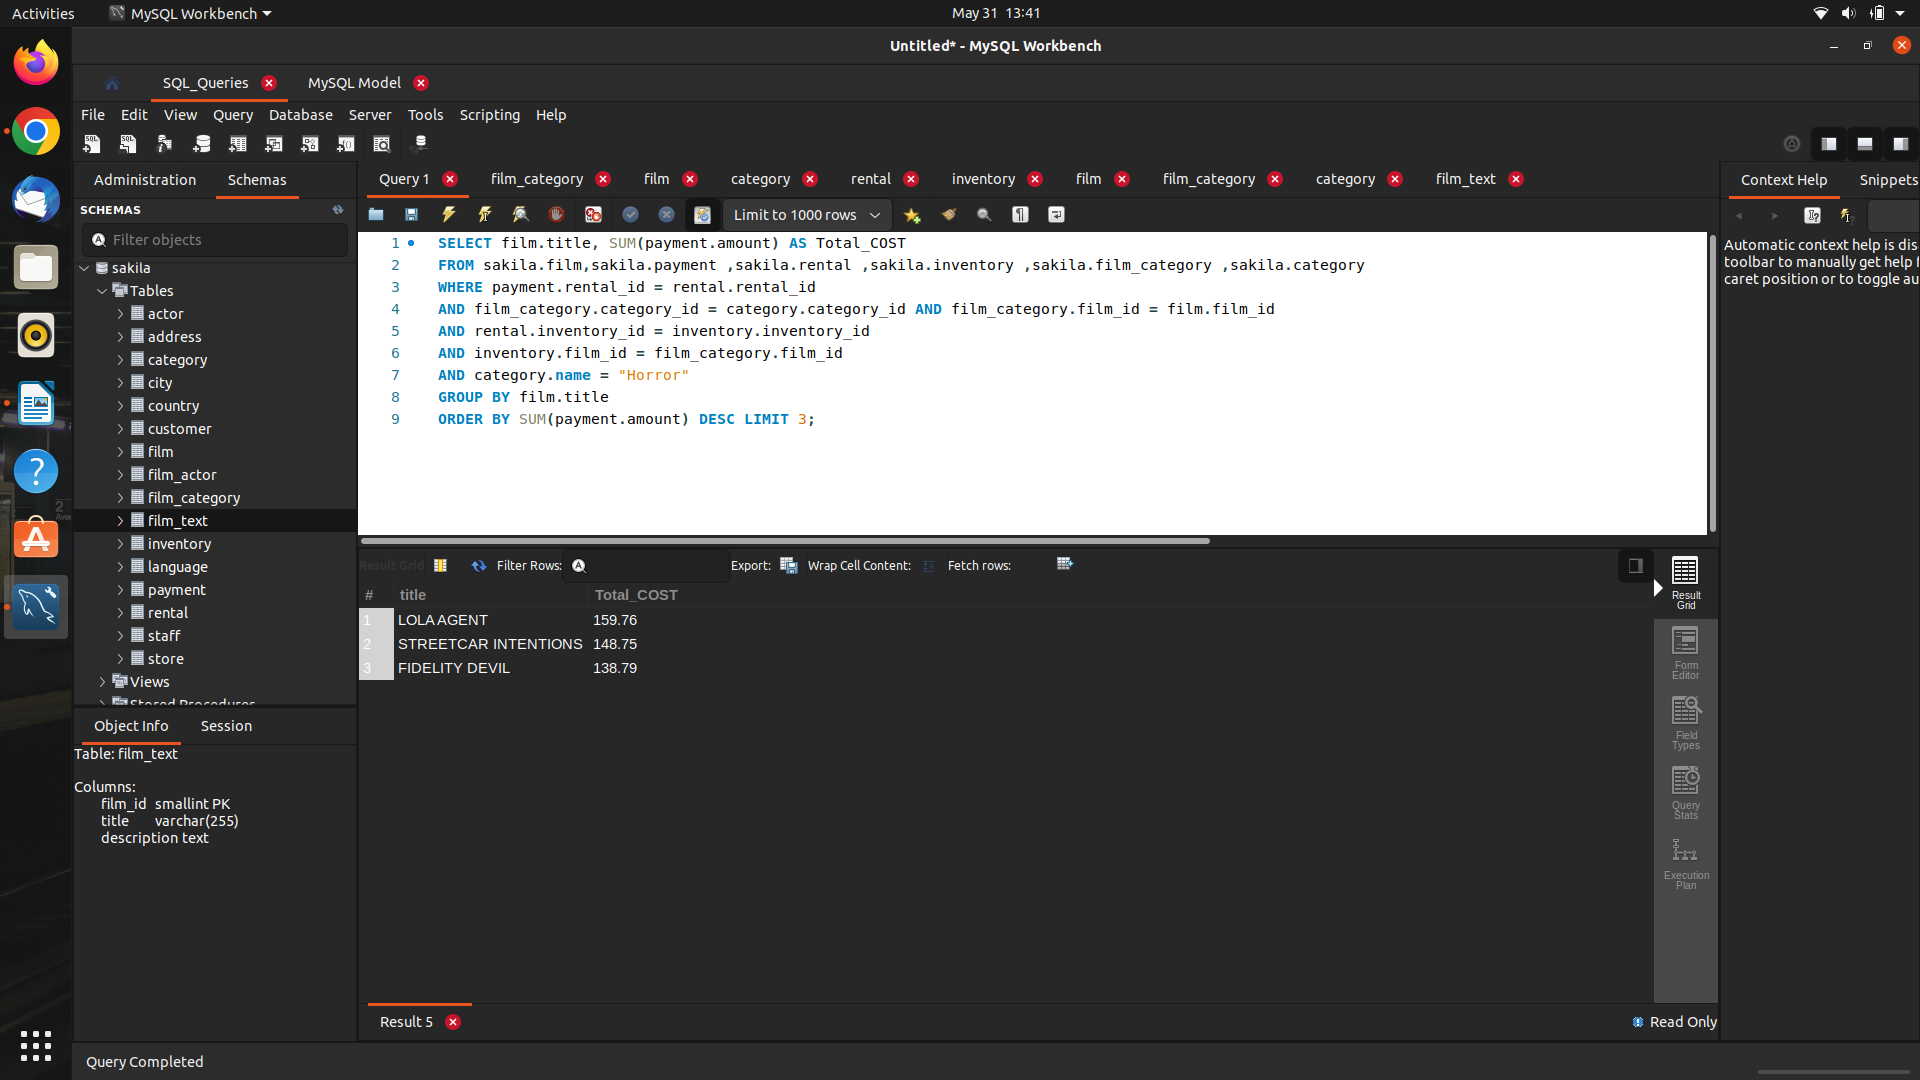 Activities
MySQL Workbench
May 31 13:41
Untitled* - MySQL Workbench
SQL_Queries
MySQL Model
File Edit View Query Database Server Tools Scripting Help
Administration
Schemas
SCHEMAS
Filter objects
sakila
Tables
actor
address
category
city
country
customer
film
film_actor
film_category
film_text
inventory
language
payment
rental
staff
store
Views
Stored Procedures
Object Info
Session
Table: film_text
Columns:
film_id smallint PK
title varchar(255)
description text
Query 1
film_category
film
category
rental
inventory
film
film_category
category
film_text
Limit to 1000 rows
1 SELECT film.title, SUM(payment.amount) AS Total_COST
2 FROM sakila.film,sakila.payment ,sakila.rental ,sakila.inventory ,sakila.film_category ,sakila.category
3 WHERE payment.rental_id = rental.rental_id
4 AND film_category.category_id = category.category_id AND film_category.film_id = film.film_id
5 AND rental.inventory_id = inventory.inventory_id
6 AND inventory.film_id = film_category.film_id
7 AND category.name = "Horror"
8 GROUP BY film.title
9 ORDER BY SUM(payment.amount) DESC LIMIT 3;
Result Grid
Filter Rows:
Export:
Wrap Cell Content:
Fetch rows:
# title Total_COST
1 LOLA AGENT 159.76
2 STREETCAR INTENTIONS 148.75
3 FIDELITY DEVIL 138.79
Result
Grid
Form
Editor
Field
Types
Query
Stats
Execution
Plan
Result 5
Read Only
Context Help
Snippets
Automatic context help is dis
toolbar to manually get help f
caret position or to toggle au
Query Completed